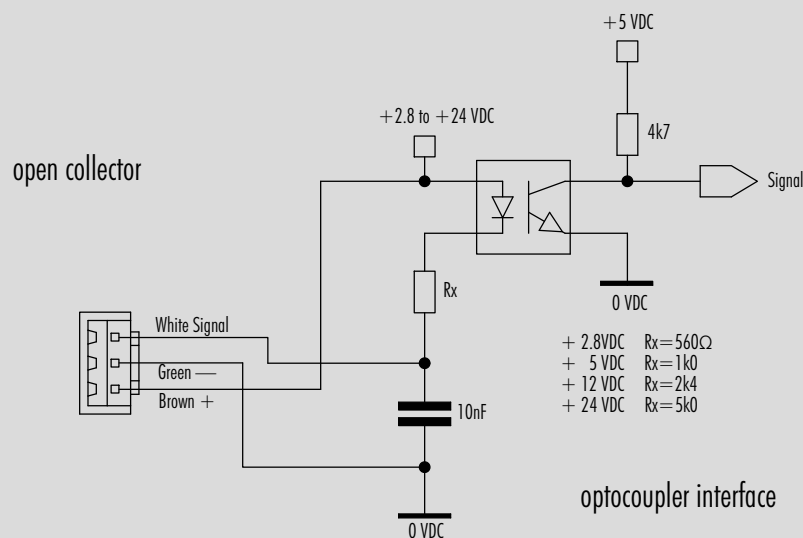 +5 VDC
+2.8 to +24 VDC
4k7
open collector
Signal
Rx
0 VDC
White Signal
Green —
Brown +
+ 2.8VDC Rx=560Ω
+ 5 VDC Rx=1k0
+ 12 VDC Rx=2k4
+ 24 VDC Rx=5k0
10nF
optocoupler interface
0 VDC